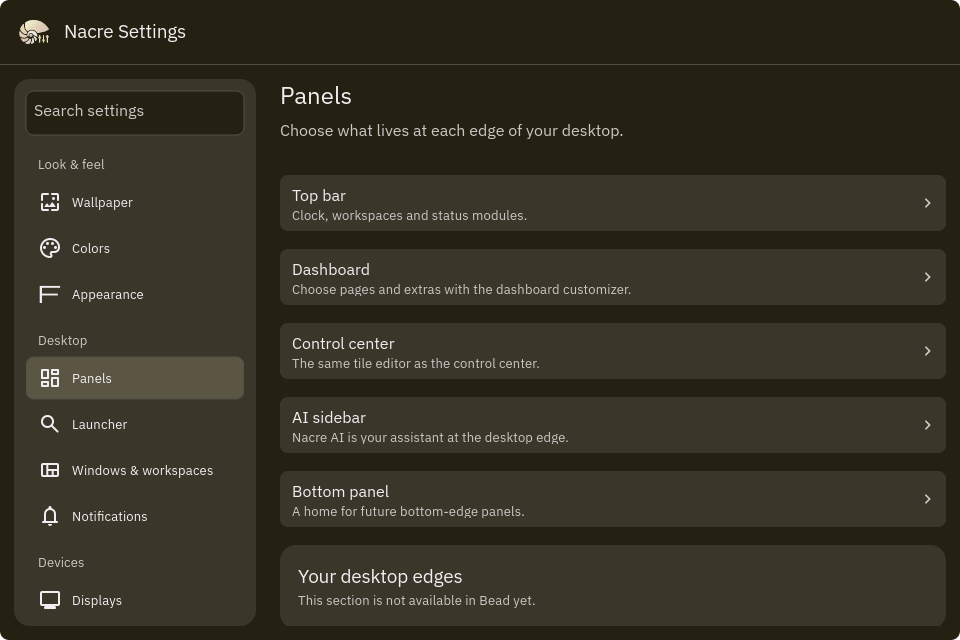 Nacre Settings
Search settings
Look & feel
Wallpaper
Colors
Appearance
Desktop
Panels
Launcher
Windows & workspaces
Notifications
Devices
Displays
Panels
Choose what lives at each edge of your desktop.
Top bar
Clock, workspaces and status modules.
Dashboard
Choose pages and extras with the dashboard customizer.
Control center
The same tile editor as the control center.
AI sidebar
Nacre AI is your assistant at the desktop edge.
Bottom panel
A home for future bottom-edge panels.
Your desktop edges
This section is not available in Bead yet.